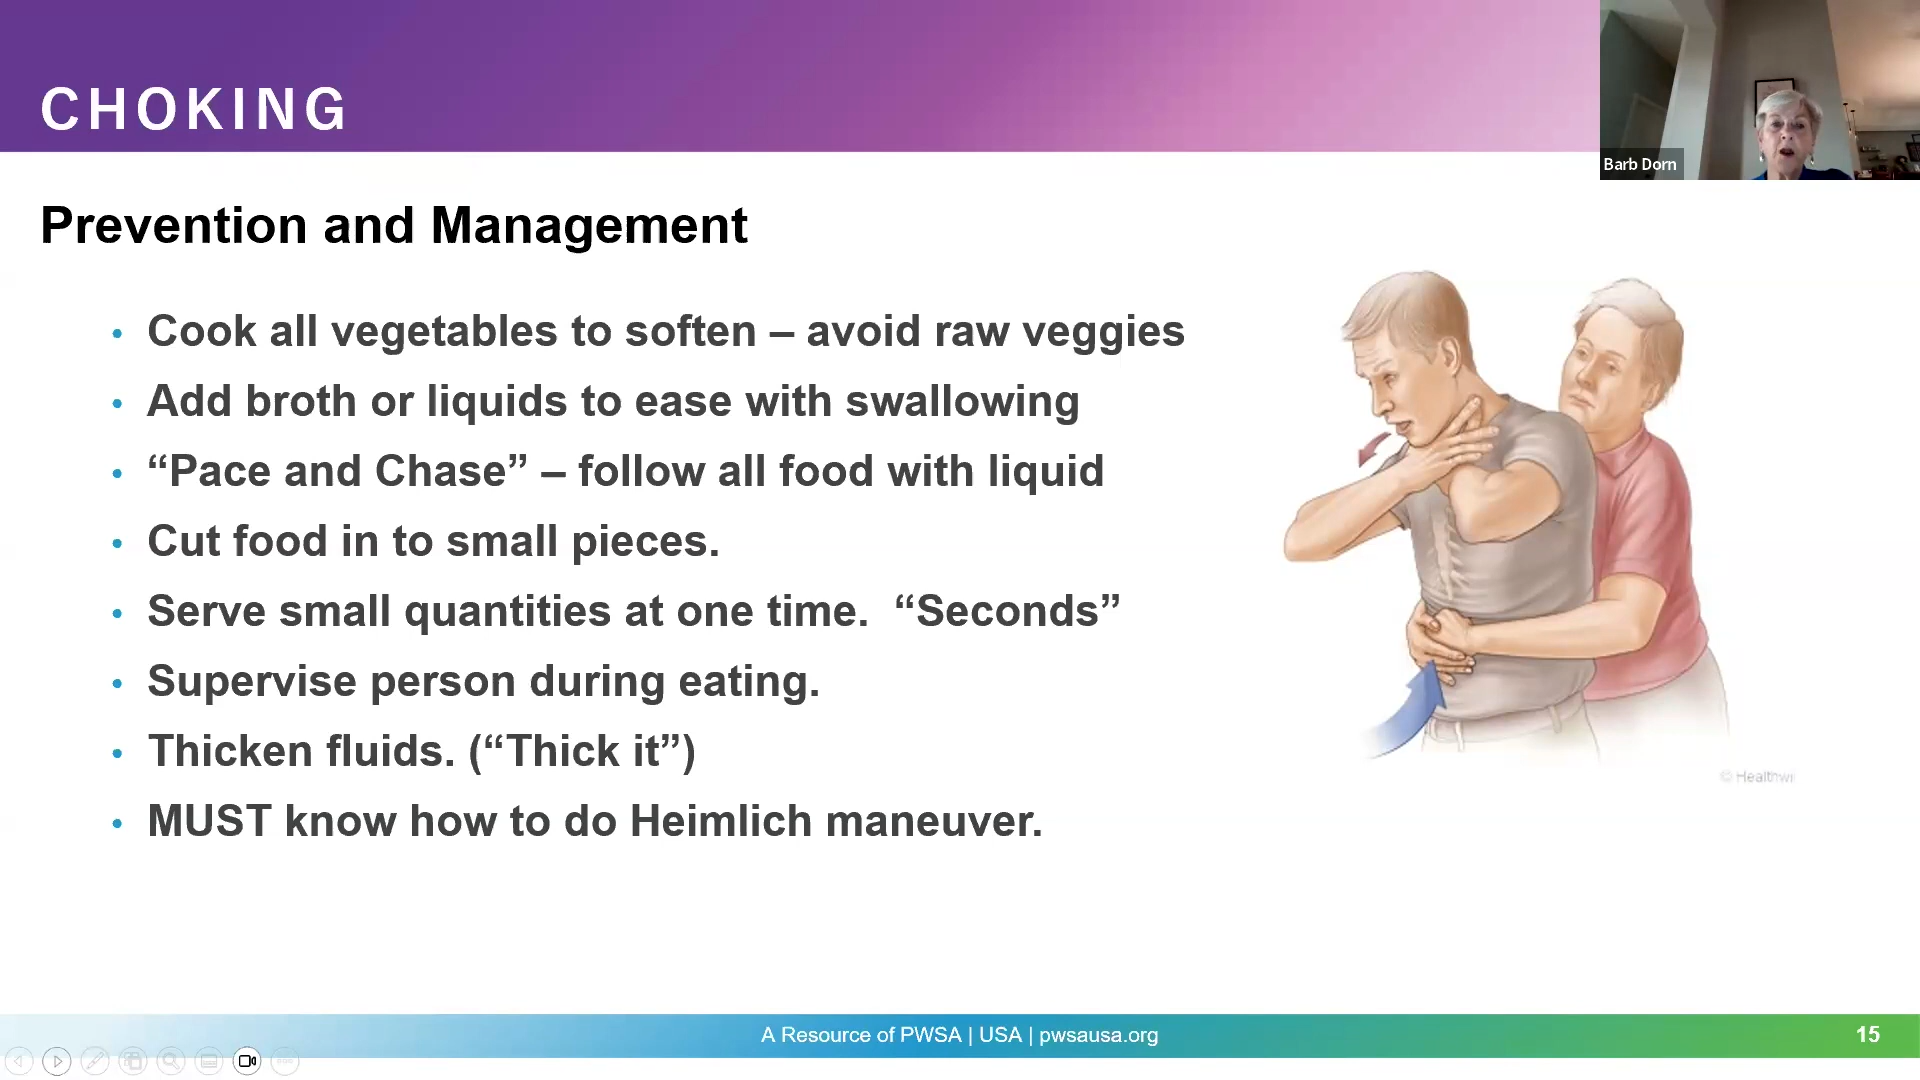 CHOKING
Barb Dorn
Prevention and Management
• Cook all vegetables to soften – avoid raw veggies
• Add broth or liquids to ease with swallowing
• “Pace and Chase” – follow all food with liquid
• Cut food in to small pieces.
• Serve small quantities at one time.  “Seconds”
• Supervise person during eating.
• Thicken fluids. (“Thick it”)
• MUST know how to do Heimlich maneuver.
© Healthwi
A Resource of PWSA | USA | pwsausa.org
15